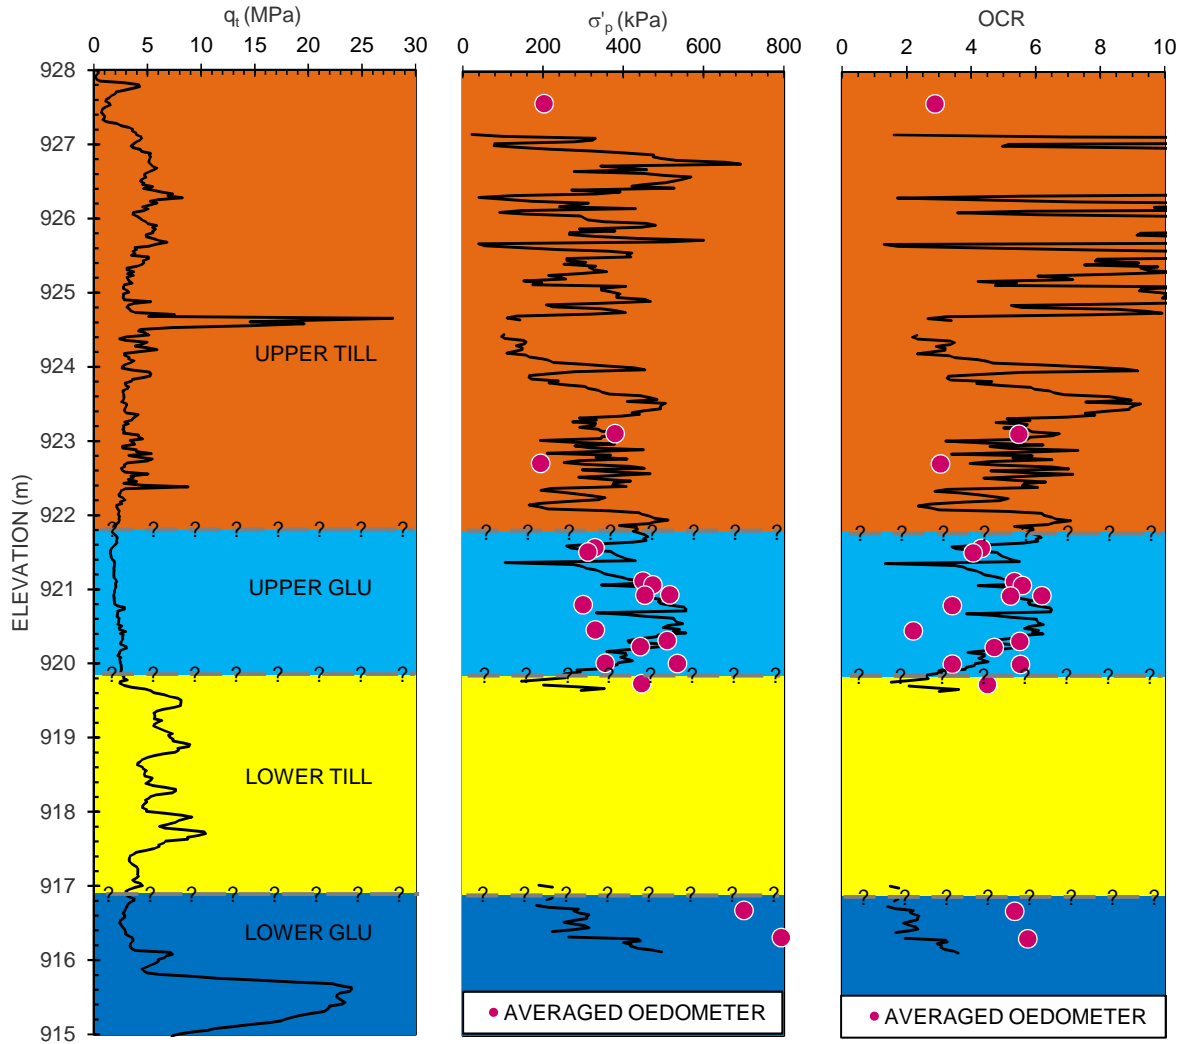 qt (MPa)
0 5 10 15 20 25 30
σ'p (kPa)
0 200 400 600 800
OCR
0 2 4 6 8 10
ELEVATION (m)
928
927
926
925
924
923
922
921
920
919
918
917
916
915
UPPER TILL
? ? ? ? ? ? ? ?
? ? ? ? ? ? ? ?
? ? ? ? ? ? ? ?
UPPER GLU
? ? ? ? ? ? ? ?
? ? ? ? ? ? ? ?
? ? ? ? ? ? ? ?
LOWER TILL
? ? ? ? ? ? ? ?
? ? ? ? ? ? ? ?
? ? ? ? ? ? ? ?
LOWER GLU
AVERAGED OEDOMETER
AVERAGED OEDOMETER